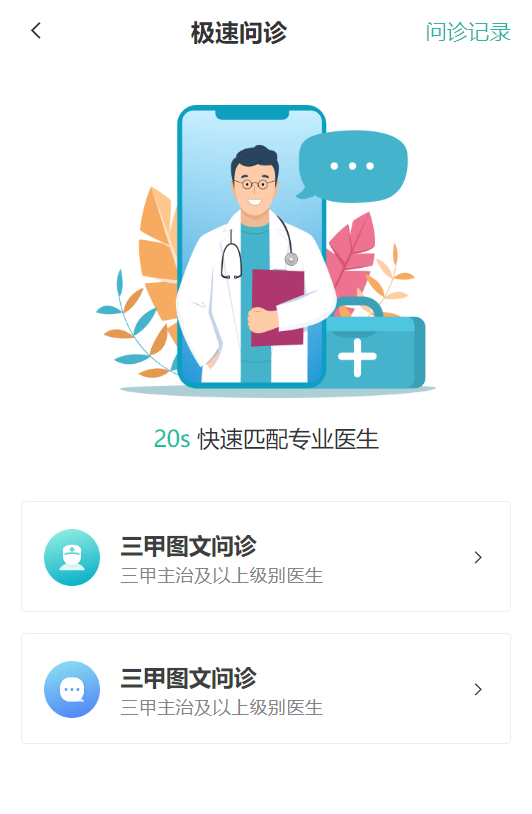 极速问诊
问诊记录
20s 快速匹配专业医生
三甲图文问诊
三甲主治及以上级别医生
三甲图文问诊
三甲主治及以上级别医生